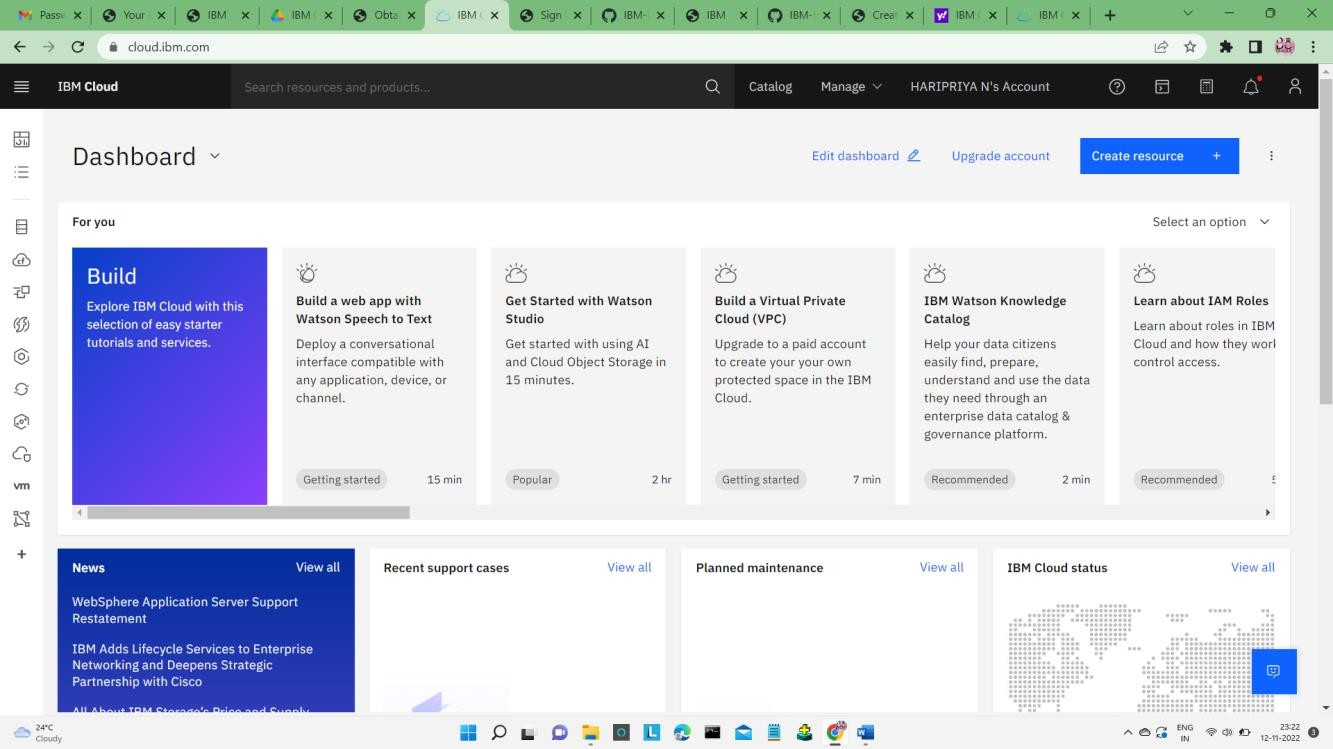 Passw
Your
IBM
IBM C
Obta
IBM C
Sign
IBM-
IBM
IBM-
Creat
IBM
IBM C
cloud.ibm.com
IBM Cloud
Search resources and products...
Catalog
Manage
HARIPRIYA N's Account
Dashboard
Edit dashboard
Upgrade account
Create resource +
For you
Select an option
Build
Explore IBM Cloud with this
selection of easy starter
tutorials and services.
Build a web app with
Watson Speech to Text
Deploy a conversational
interface compatible with
any application, device, or
channel.
Getting started
15 min
Get Started with Watson
Studio
Get started with using AI
and Cloud Object Storage in
15 minutes.
Popular
2 hr
Build a Virtual Private
Cloud (VPC)
Upgrade to a paid account
to create your your own
protected space in the IBM
Cloud.
Getting started
7 min
IBM Watson Knowledge
Catalog
Help your data citizens
easily find, prepare,
understand and use the data
they need through an
enterprise data catalog &
governance platform.
Recommended
2 min
Learn about IAM Roles
Learn about roles in IBM
Cloud and how they work
control access.
Recommended
5
vm
News
View all
WebSphere Application Server Support
Restatement
IBM Adds Lifecycle Services to Enterprise
Networking and Deepens Strategic
Partnership with Cisco
All About IBM Storage's Price and Supply
Recent support cases
View all
Planned maintenance
View all
IBM Cloud status
View all
24°C
Cloudy
ENG
IN
23:22
12-11-2022
3